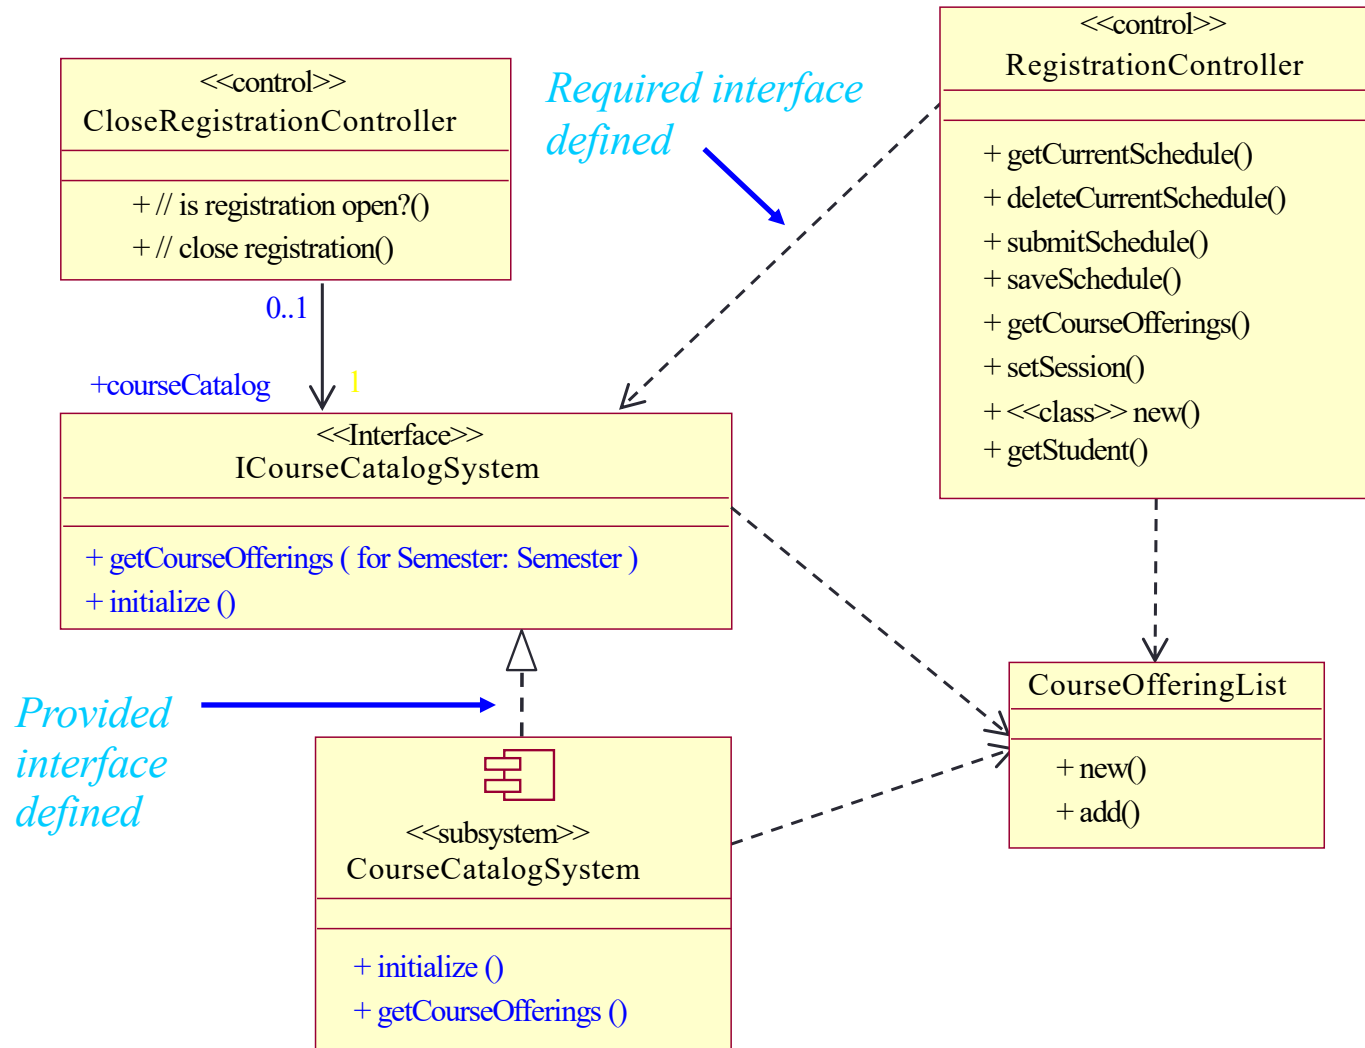 <<control>>
CloseRegistrationController
+ // is registration open?()
+ // close registration()
Required interface
defined
<<control>>
RegistrationController
+ getCurrentSchedule()
+ deleteCurrentSchedule()
+ submitSchedule()
+ saveSchedule()
+ getCourseOfferings()
+ setSession()
+ <<class>> new()
+ getStudent()
0..1
+courseCatalog
1
<<Interface>>
ICourseCatalogSystem
+ getCourseOfferings ( for Semester: Semester )
+ initialize ()
Provided
interface
defined
<<subsystem>>
CourseCatalogSystem
+ initialize ()
+ getCourseOfferings ()
CourseOfferingList
+ new()
+ add()